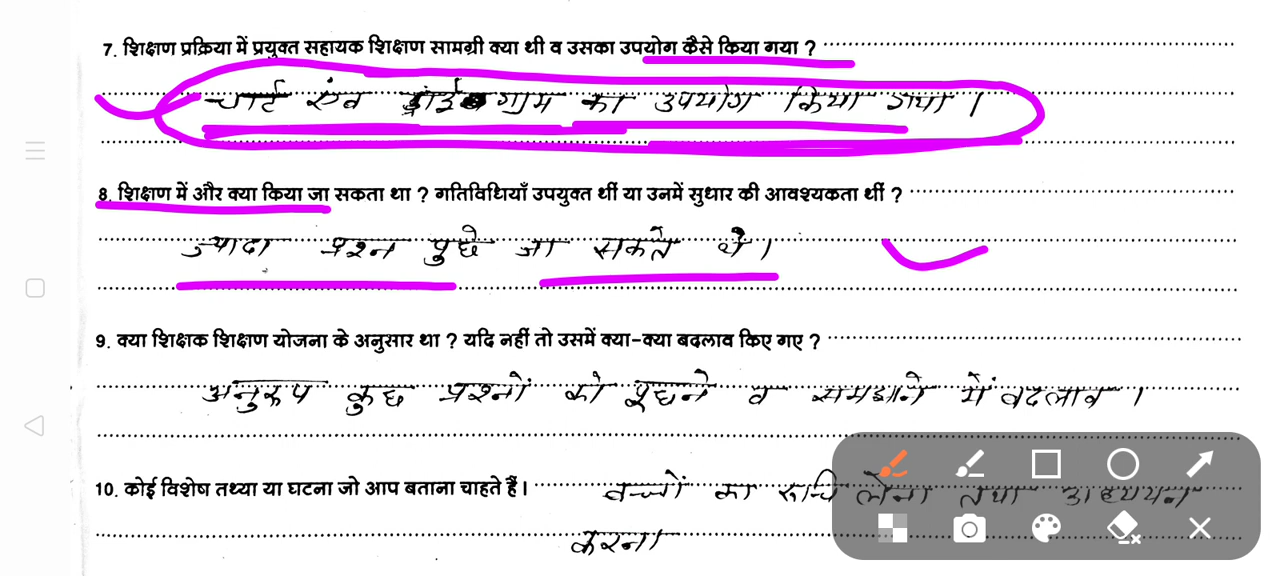 7. शिक्षण प्रक्रिया में प्रयुक्त सहायक शिक्षण सामग्री क्या थी व उसका उपयोग कैसे किया गया ?
चार्ट एंव ड्राईग्राम का उपयोग किया गया ।
8. शिक्षण में और क्या किया जा सकता था ? गतिविधियाँ उपयुक्त थीं या उनमें सुधार की आवश्यकता थीं ?
ज्यादा प्रश्न पुछे जा सकते थे ।
9. क्या शिक्षक शिक्षण योजना के अनुसार था ? यदि नहीं तो उसमें क्या-क्या बदलाव किए गए ?
अनुरूप कुछ प्रश्नों को पूछने व समझाने में बदलाव ।
10. कोई विशेष तथ्या या घटना जो आप बताना चाहते हैं। बच्चों का रूचि लेना तथा अध्ययन
करना